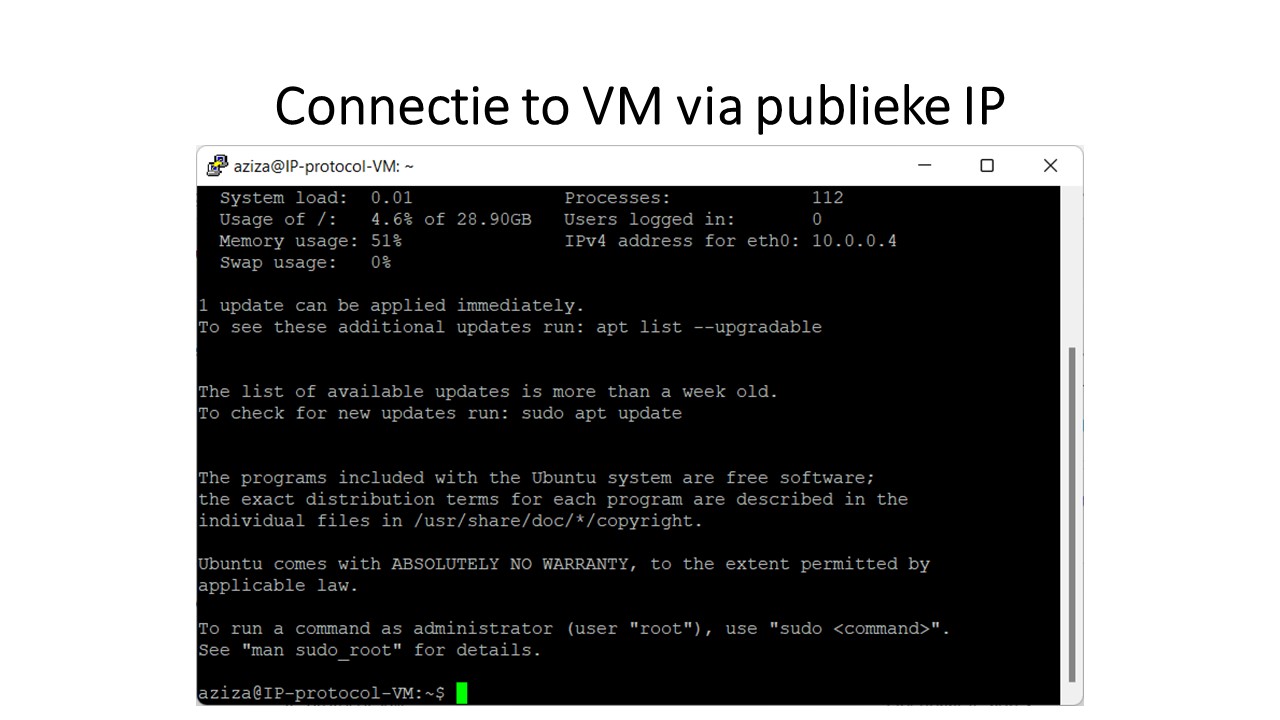 Connectie to VM via publieke IP
aziza@IP-protocol-VM: ~
System load: 0.01 Processes: 112
Usage of /: 4.6% of 28.90GB Users logged in: 0
Memory usage: 51% IPv4 address for eth0: 10.0.0.4
Swap usage: 0%
1 update can be applied immediately.
To see these additional updates run: apt list --upgradable
The list of available updates is more than a week old.
To check for new updates run: sudo apt update
The programs included with the Ubuntu system are free software;
the exact distribution terms for each program are described in the
individual files in /usr/share/doc/*/copyright.
Ubuntu comes with ABSOLUTELY NO WARRANTY, to the extent permitted by
applicable law.
To run a command as administrator (user "root"), use "sudo <command>".
See "man sudo_root" for details.
aziza@IP-protocol-VM:~$